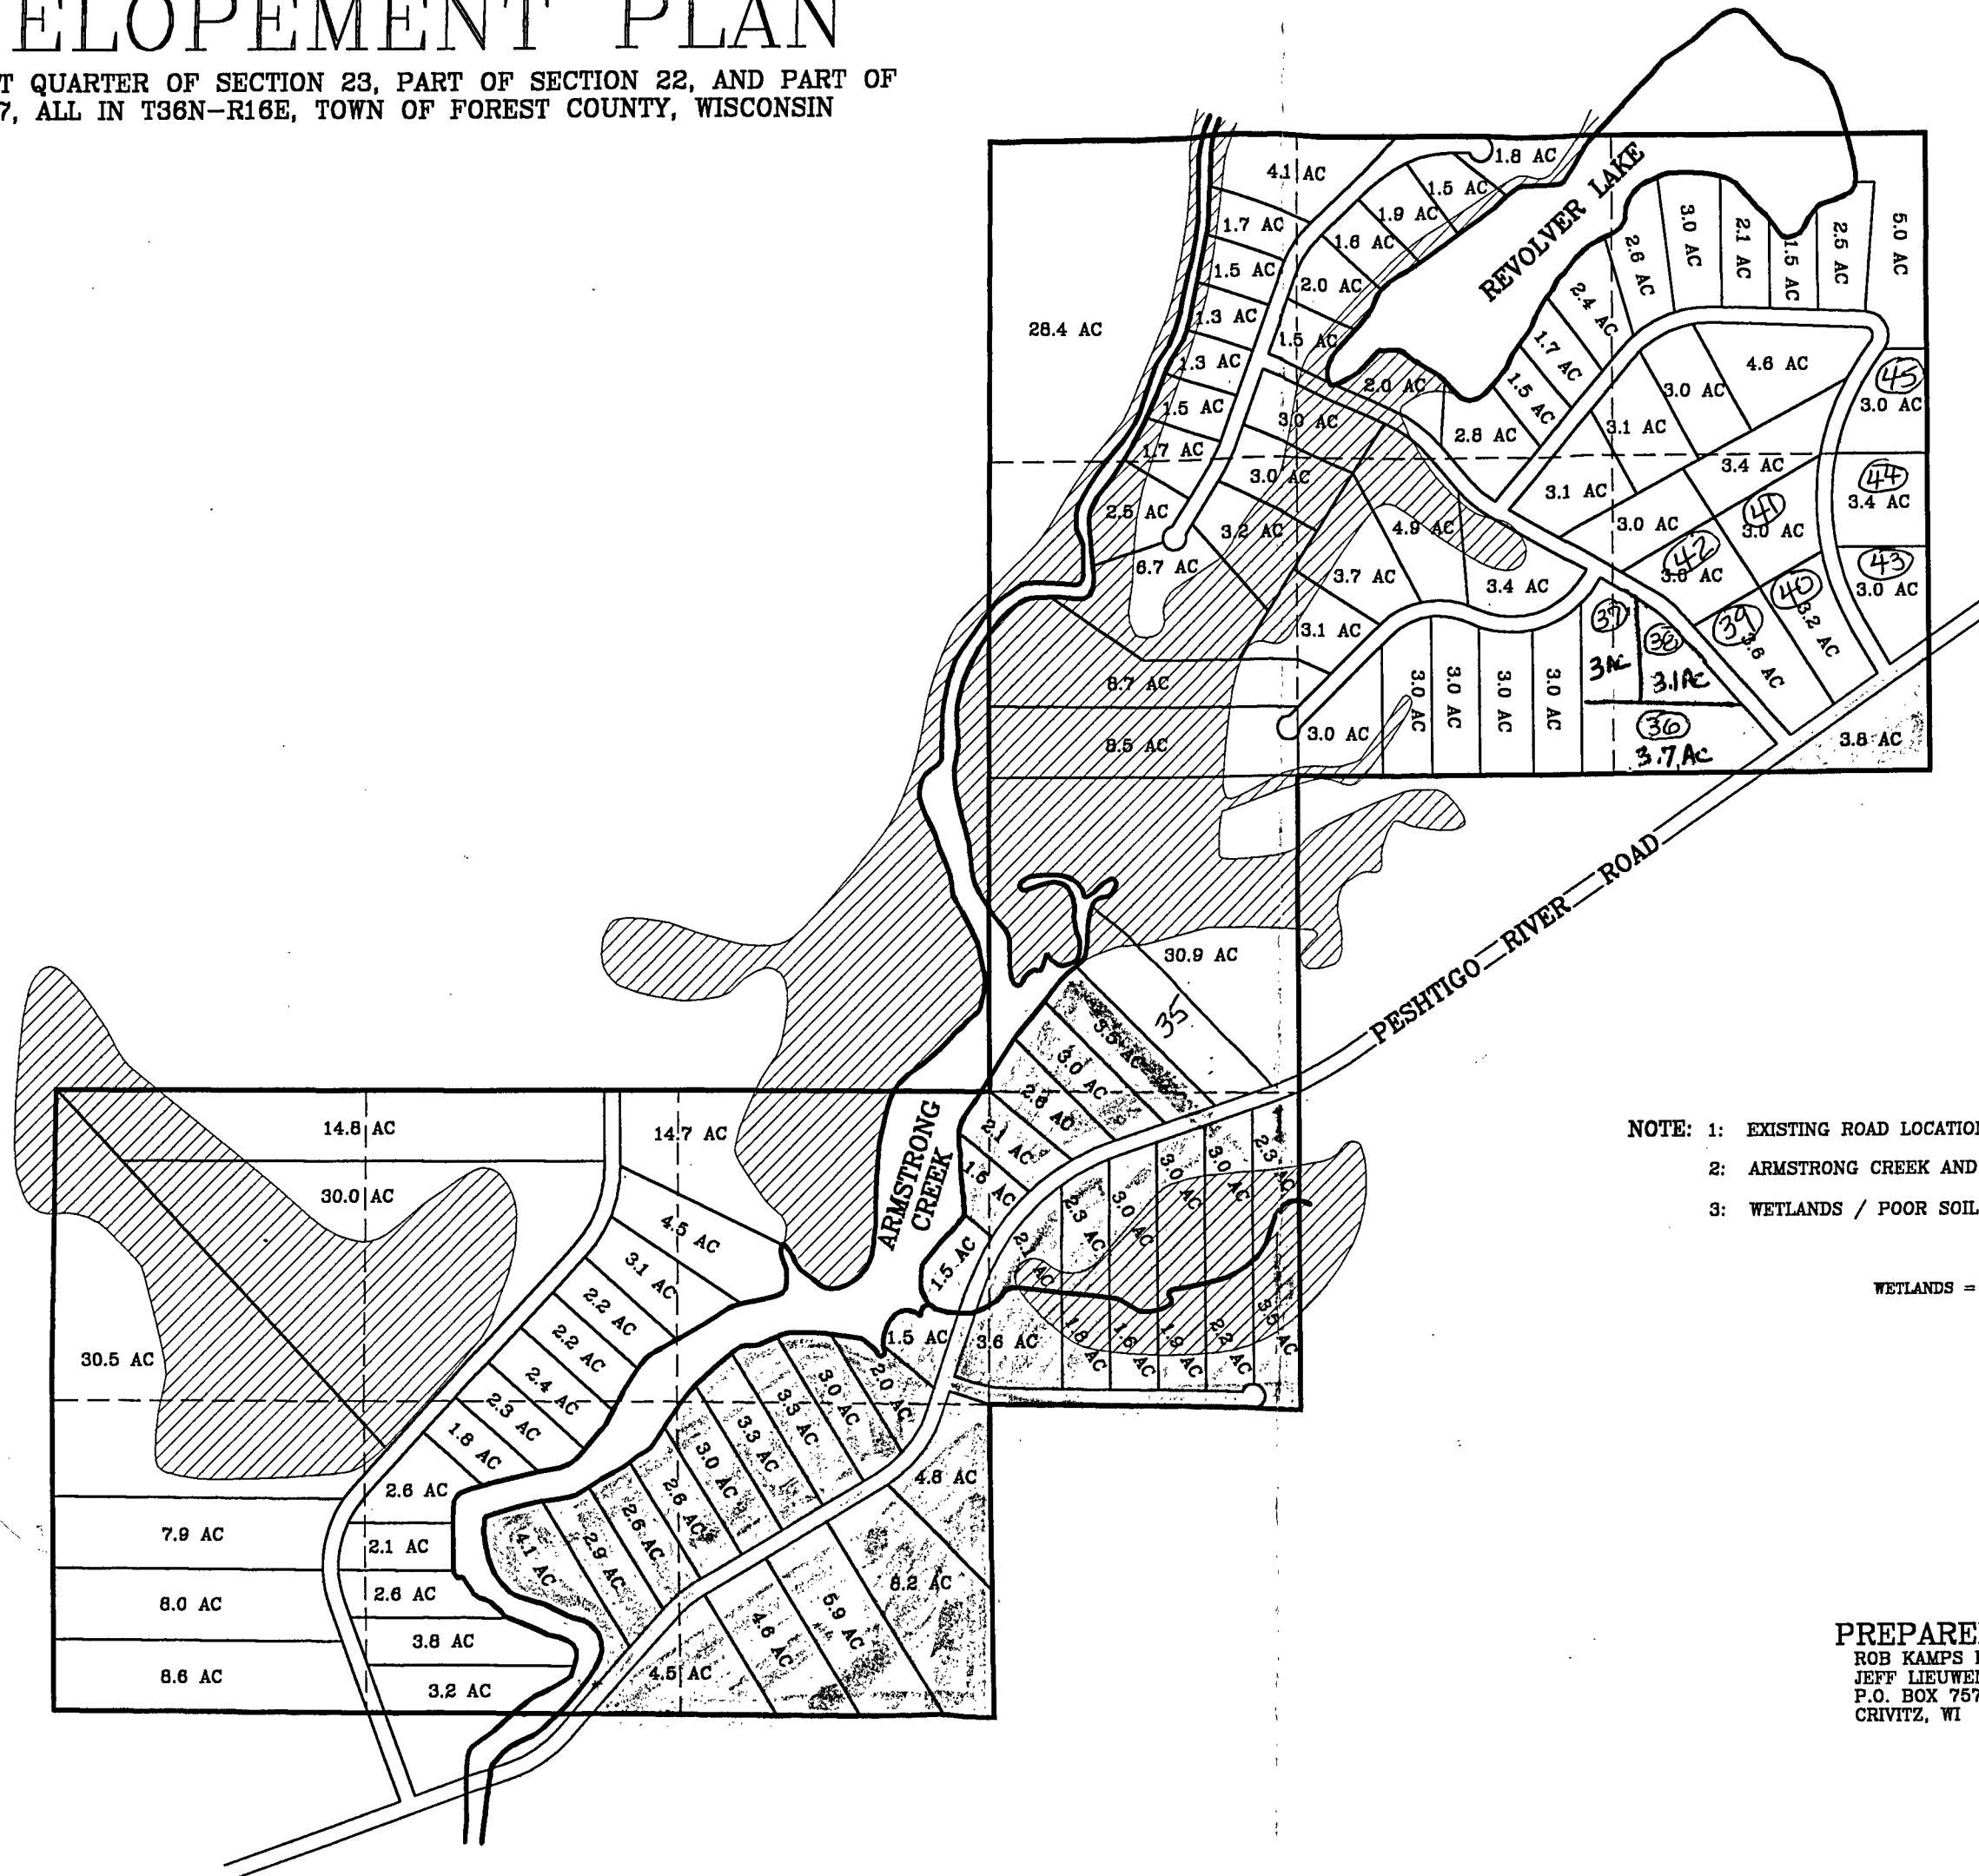 ELOPEMENT PLAN
T QUARTER OF SECTION 23, PART OF SECTION 22, AND PART OF
7, ALL IN T36N-R16E, TOWN OF FOREST COUNTY, WISCONSIN
REVOLVER LAKE
4.1 AC
1.8 AC
1.5 AC
1.9 AC
1.6 AC
2.0 AC
1.5 AC
1.7 AC
1.5 AC
1.3 AC
1.3 AC
1.5 AC
1.7 AC
2.5 AC
6.7 AC
28.4 AC
3.0 AC
2.1 AC
1.5 AC
2.5 AC
5.0 AC
2.6 AC
2.4 AC
1.7 AC
1.5 AC
2.8 AC
2.0 AC
3.0 AC
3.0 AC
3.2 AC
4.9 AC
3.7 AC
3.4 AC
3.1 AC
4.6 AC
3.0 AC
3.1 AC
3.1 AC
3.4 AC
3.0 AC
45
3.0 AC
44
3.4 AC
43
3.0 AC
41
3.0 AC
42
3.0 AC
40
3.2 AC
39
3.6 AC
37
3 AC
38
3.1 AC
36
3.7 AC
3.8 AC
3.0 AC
3.0 AC
3.0 AC
3.0 AC
3.0 AC
8.7 AC
8.5 AC
PESHTIGO RIVER ROAD
30.9 AC
35
3.5 AC
3.0 AC
2.6 AC
2.1 AC
1.6 AC
1.5 AC
ARMSTRONG
CREEK
2.3 AC
3.0 AC
3.0 AC
3.0 AC
2.3 AC
2.1 AC
1.5 AC
3.6 AC
1.6 AC
1.6 AC
1.9 AC
2.2 AC
3.5 AC
14.8 AC
14.7 AC
30.0 AC
30.5 AC
4.5 AC
3.1 AC
2.2 AC
2.2 AC
2.4 AC
2.3 AC
1.8 AC
2.6 AC
2.1 AC
2.6 AC
3.8 AC
3.2 AC
7.9 AC
8.0 AC
8.6 AC
2.0 AC
3.0 AC
3.3 AC
3.3 AC
3.0 AC
2.6 AC
2.6 AC
2.9 AC
4.1 AC
4.8 AC
8.2 AC
5.9 AC
4.6 AC
4.5 AC
NOTE: 1: EXISTING ROAD LOCATION
2: ARMSTRONG CREEK AND
3: WETLANDS / POOR SOIL
WETLANDS =
PREPARE
ROB KAMPS
JEFF LIEUWE
P.O. BOX 757
CRIVITZ, WI